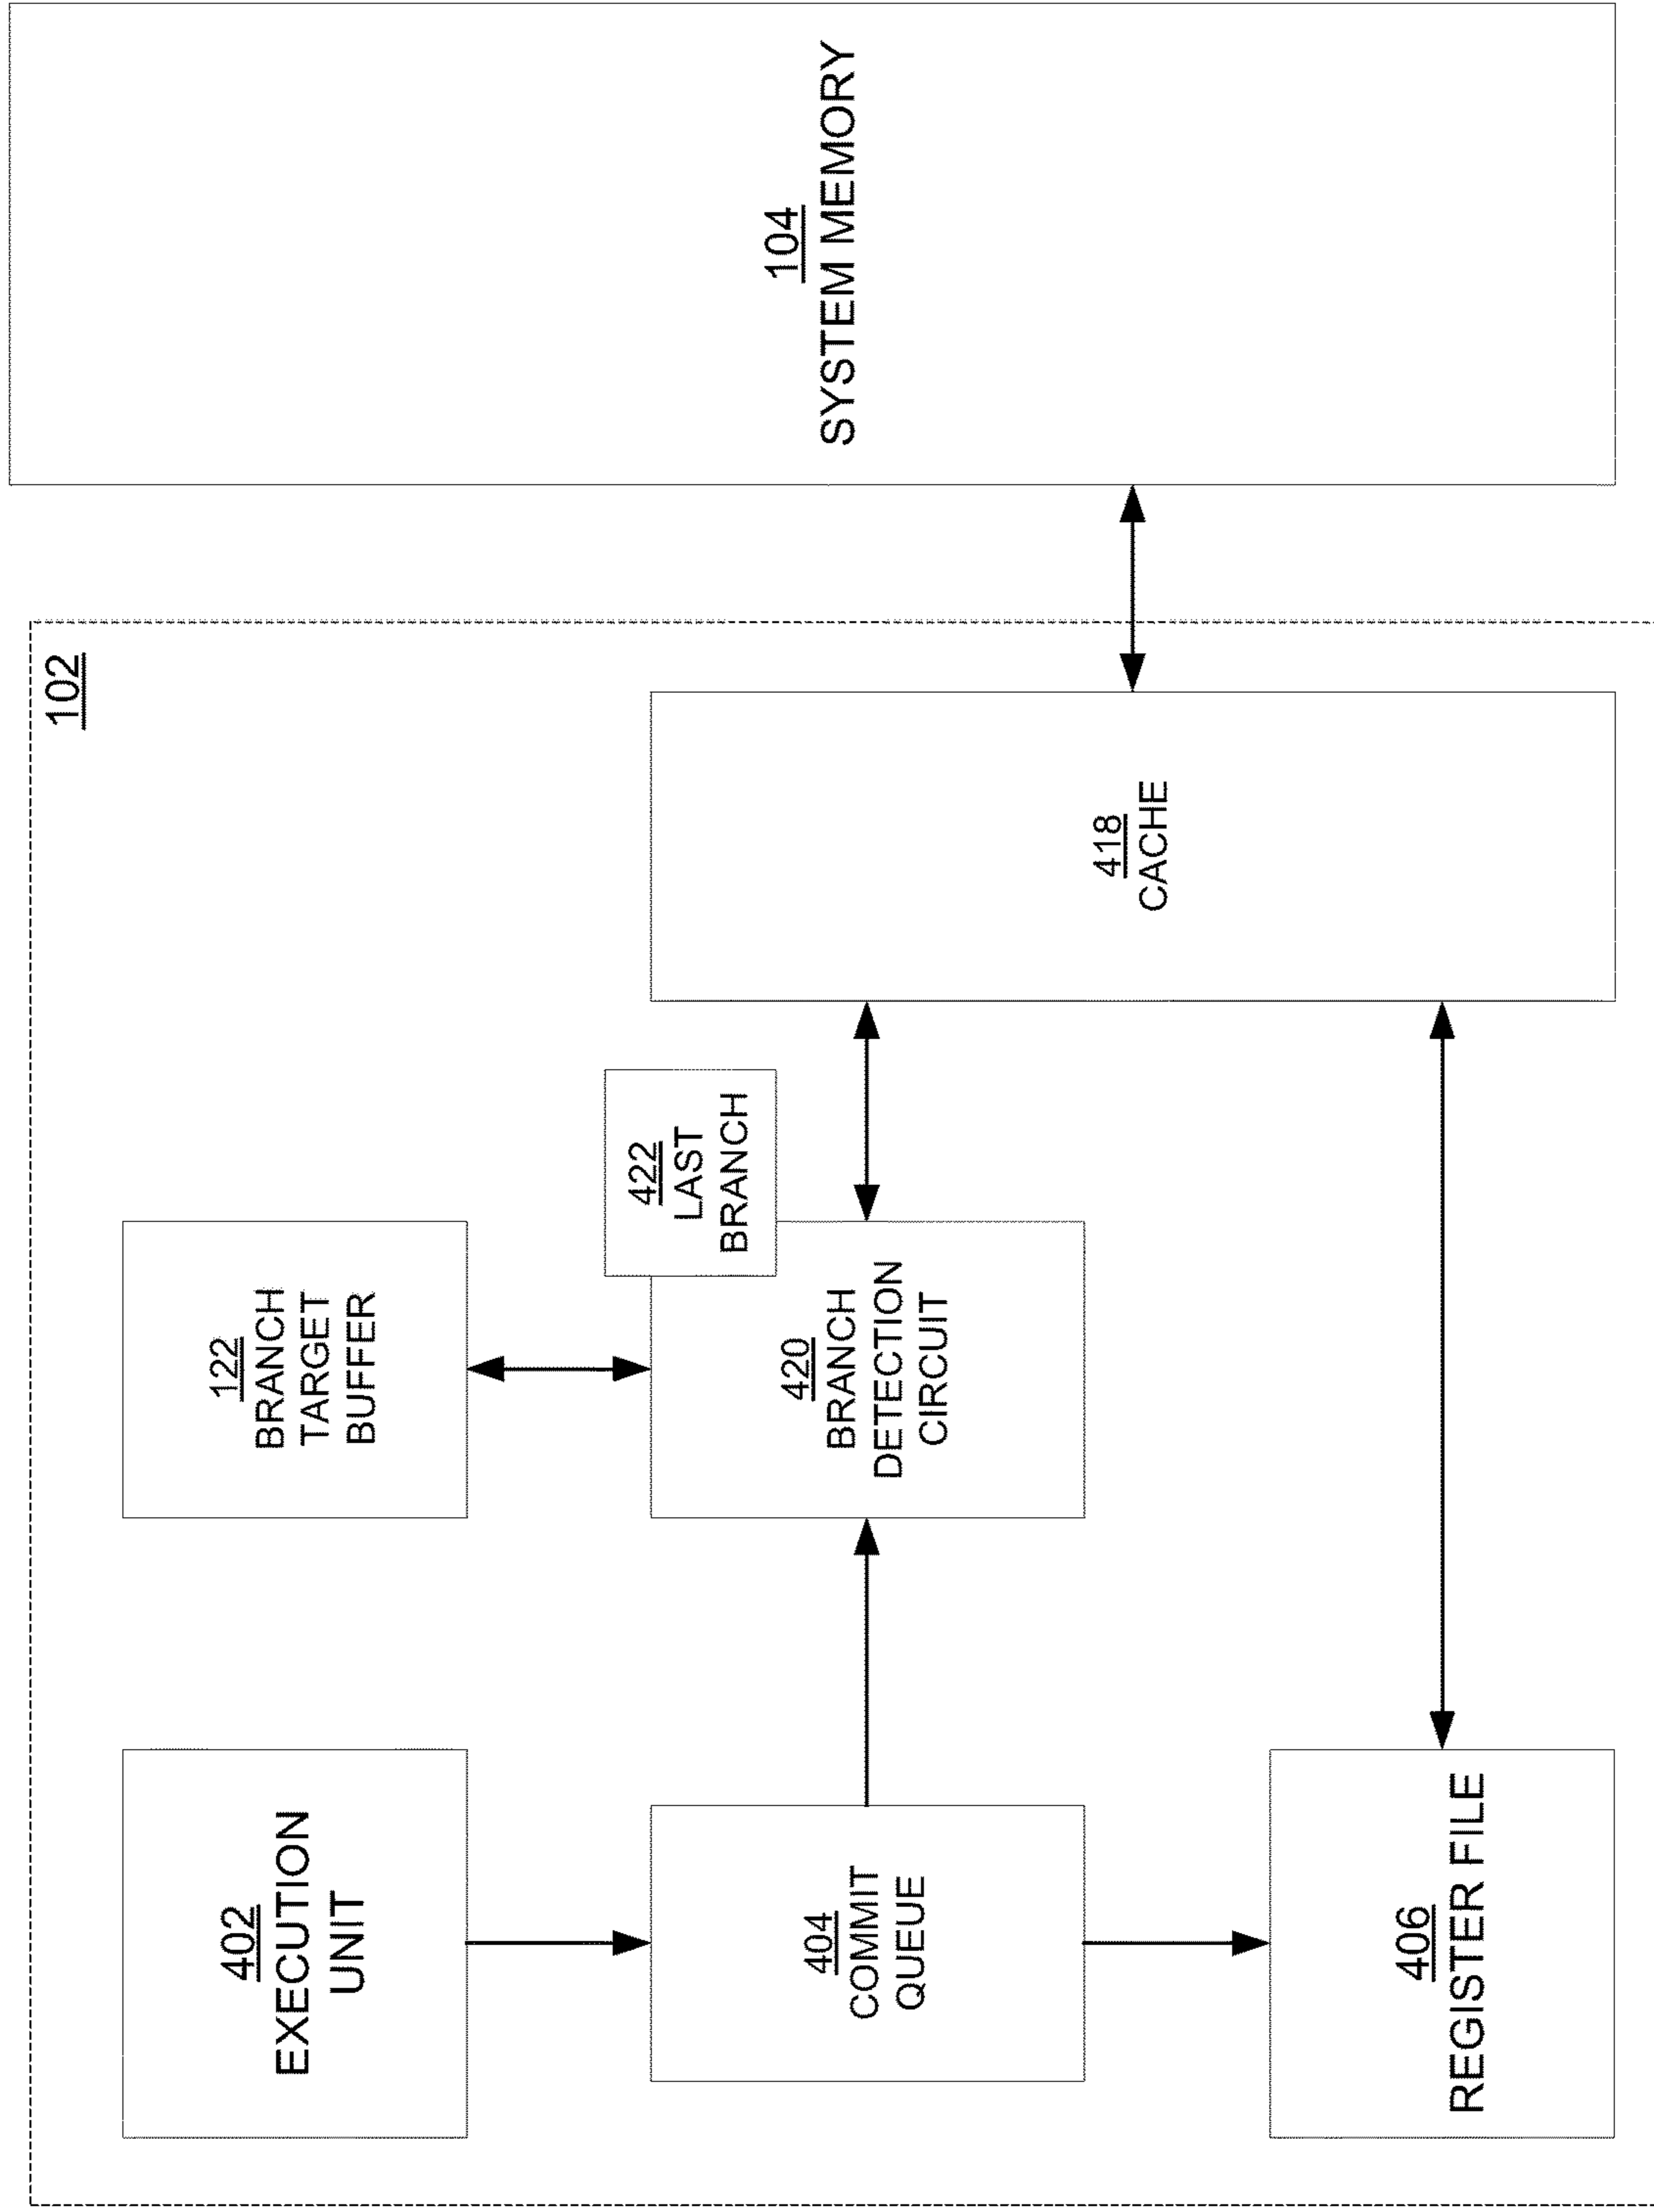 102
402
EXECUTION
UNIT
122
BRANCH
TARGET
BUFFER
404
COMMIT
QUEUE
420
BRANCH
DETECTION
CIRCUIT
422
LAST
BRANCH
406
REGISTER FILE
418
CACHE
104
SYSTEM MEMORY